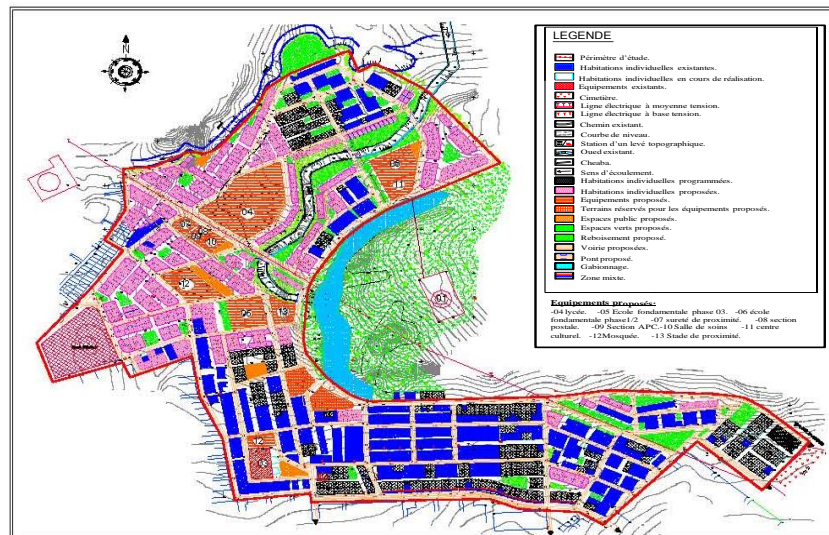 N
LEGENDE
Périmètre d'étude.
Habitations individuelles existantes.
Habitations individuelles en cours de réalisation.
Equipements existants.
Cimetière.
Ligne électrique à moyenne tension.
Ligne électrique à base tension.
Chemin existant.
Courbe de niveau.
Station d'un levé topographique.
Oued existant.
Cheaba.
Sens d'écoulement.
Habitations individuelles programmées.
Habitations individuelles proposées.
Equipements proposés.
Terrains réservés pour les équipements proposés.
Espaces public proposés.
Espaces verts proposés.
Reboisement proposé.
Voirie proposées.
Pont proposé.
Gabionnage.
Zone mixte.
Equipements proposés:
-04 lycée. -05 Ecole fondamentale phase 03. -06 école
fondamentale phase1/2 -07 sureté de proximité. -08 section
postale. -09 Section APC.-10 Salle de soins -11 centre
culturel. -12Mosquée. -13 Stade de proximité.
04
11
10
12
05
13
01
12